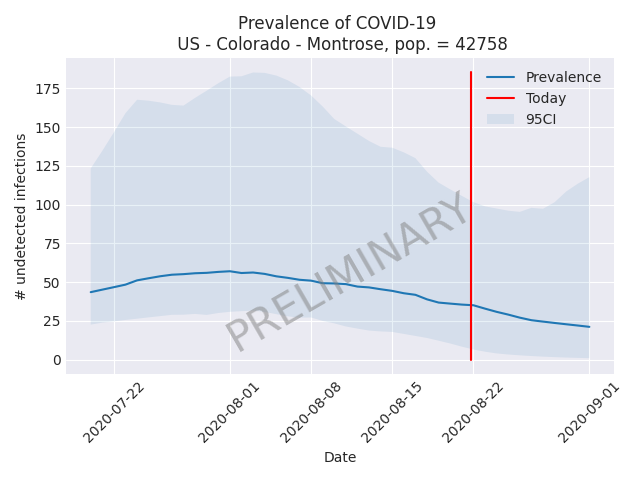 Prevalence of COVID-19
US - Colorado - Montrose, pop. = 42758
# undetected infections
175
150
125
100
75
50
25
0
Prevalence
Today
95CI
PRELIMINARY
2020-07-22
2020-08-01
2020-08-08
2020-08-15
2020-08-22
2020-09-01
Date